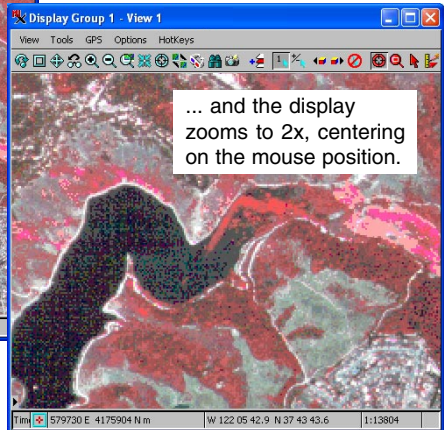 Display Group 1 - View 1
View Tools GPS Options HotKeys
... and the display
zooms to 2x, centering
on the mouse position.
579730 E 4175904 N m W 122 05 42.9 N 37 43 43.6 1:13804